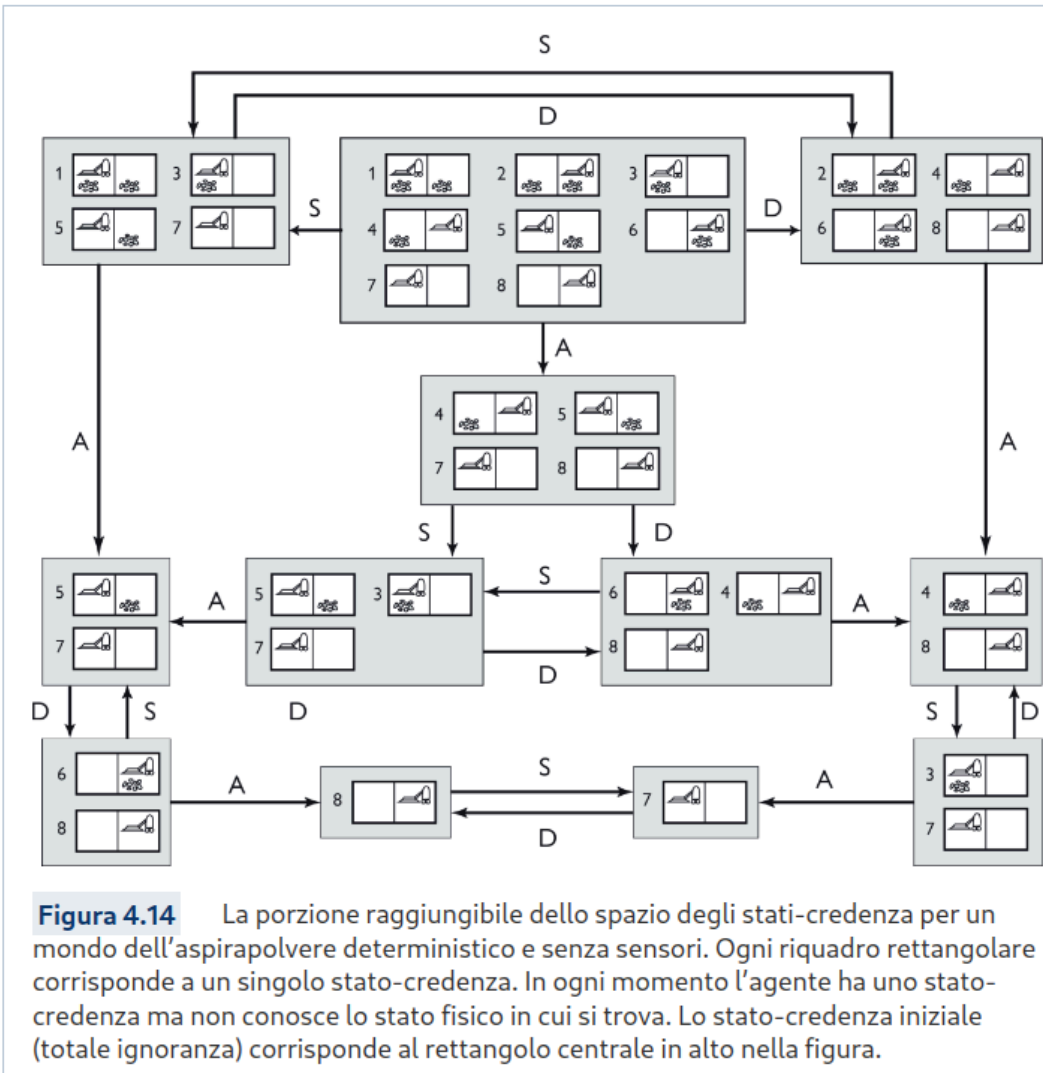 S
D
1 3
5 7
S
1 2 3
4 5 6
7 8
D
2 4
6 8
A
A
A
4 5
7 8
S D
5
7
A
5 3
7
S
D
6 4
8
A
4
8
D S
D
S D
6
8
A
8
S
D
7
A
3
7
Figura 4.14 La porzione raggiungibile dello spazio degli stati-credenza per un
mondo dell’aspirapolvere deterministico e senza sensori. Ogni riquadro rettangolare
corrisponde a un singolo stato-credenza. In ogni momento l’agente ha uno stato-
credenza ma non conosce lo stato fisico in cui si trova. Lo stato-credenza iniziale
(totale ignoranza) corrisponde al rettangolo centrale in alto nella figura.